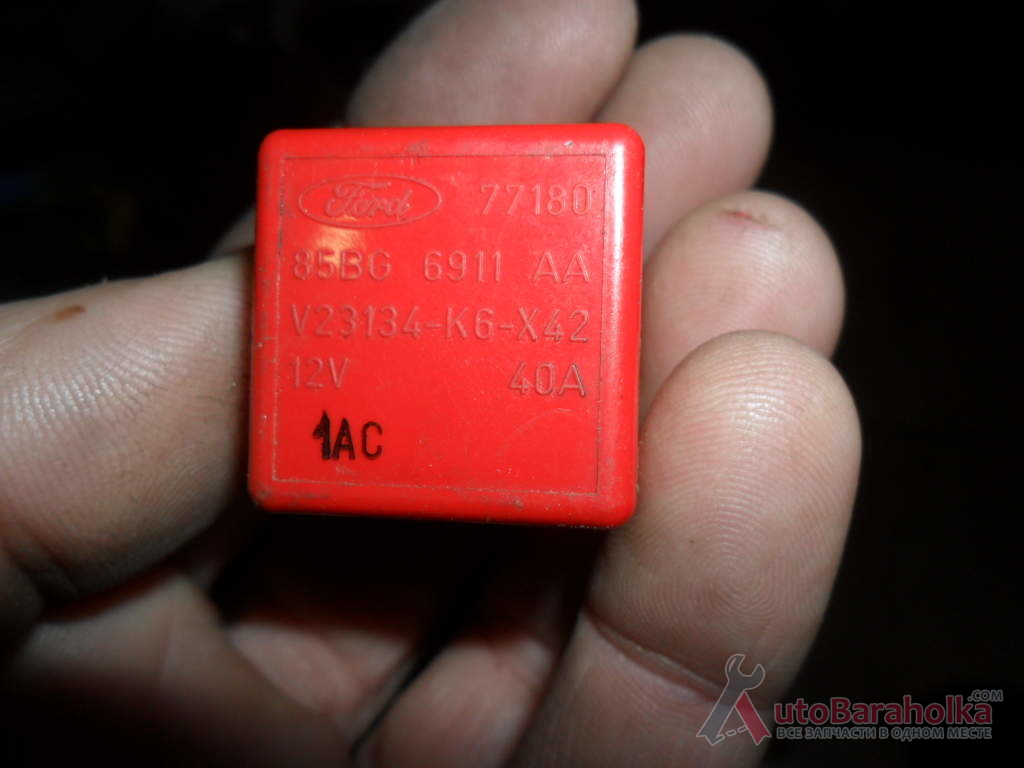 Ford 77180
85BG 6911 AA
V23134-K6-X42
12V 40A
1AC
AutoBaraholka.COM
ВСЕ ЗАПЧАСТИ В ОДНОМ МЕСТЕ